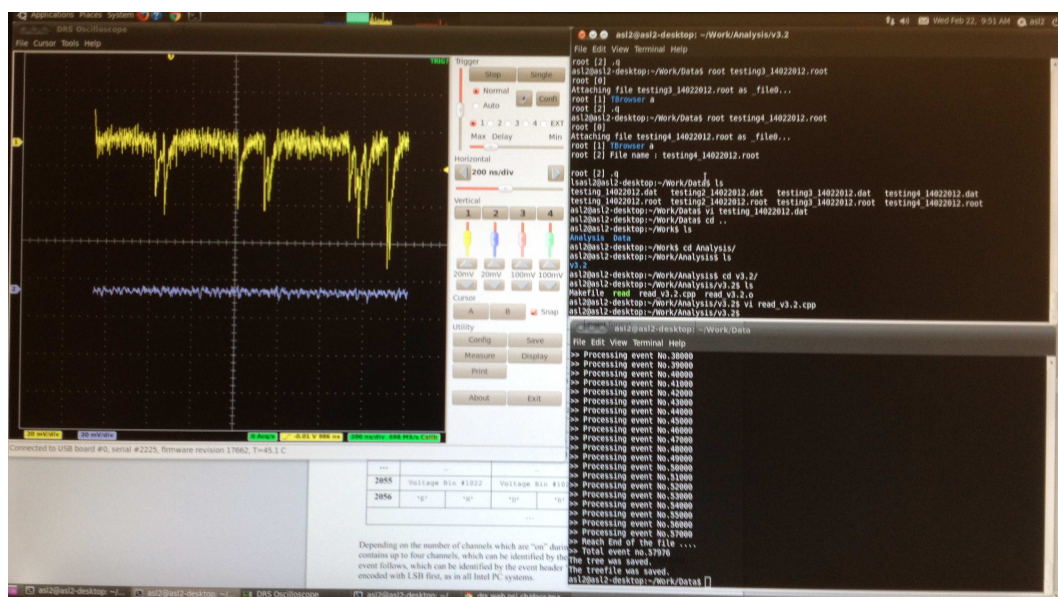 Applications Places System
Wed Feb 22, 9:51 AM asl2
DRS Oscilloscope
File Cursor Tools Help
Trigger
Stop Single
Normal
Auto
Confi
1 2 3 4 EXT
Max Delay Min
Horizontal
200 ns/div
Vertical
1 2 3 4
20mV 20mV 100mV 100mV
Cursor
A B Snap
Utility
Config Save
Measure Display
Print
About Exit
20 mV/div 20 mV/div
Connected to USB board #0, serial #2225, firmware revision 17662, T=45.1 C
asl2@asl2-desktop: ~/Work/Analysis/v3.2
File Edit View Terminal Help
root [2] .q
asl2@asl2-desktop:~/Work/Data$ root testing3_14022012.root
root [0]
Attaching file testing3_14022012.root as _file0...
root [1] TBrowser a
root [2] .q
asl2@asl2-desktop:~/Work/Data$ root testing4_14022012.root
root [0]
Attaching file testing4_14022012.root as _file0...
root [1] TBrowser a
root [2] File name : testing4_14022012.root
root [2] .q
lsasl2@asl2-desktop:~/Work/Data$ ls
testing_14022012.dat testing2_14022012.dat testing3_14022012.dat testing4_14022012.dat
testing_14022012.root testing2_14022012.root testing3_14022012.root testing4_14022012.root
asl2@asl2-desktop:~/Work/Data$ vi testing_14022012.dat
asl2@asl2-desktop:~/Work/Data$ cd ..
asl2@asl2-desktop:~/Work$ ls
Analysis Data
asl2@asl2-desktop:~/Work$ cd Analysis/
asl2@asl2-desktop:~/Work/Analysis$ ls
v3.2
asl2@asl2-desktop:~/Work/Analysis$ cd v3.2/
asl2@asl2-desktop:~/Work/Analysis/v3.2$ ls
Makefile read read_v3.2.cpp read_v3.2.o
asl2@asl2-desktop:~/Work/Analysis/v3.2$ vi read_v3.2.cpp
asl2@asl2-desktop:~/Work/Analysis/v3.2$
asl2@asl2-desktop: ~/Work/Data
File Edit View Terminal Help
>> Processing event No.38000
>> Processing event No.39000
>> Processing event No.40000
>> Processing event No.41000
>> Processing event No.42000
>> Processing event No.43000
>> Processing event No.44000
>> Processing event No.45000
>> Processing event No.46000
>> Processing event No.47000
>> Processing event No.48000
>> Processing event No.49000
>> Processing event No.50000
>> Processing event No.51000
>> Processing event No.52000
>> Processing event No.53000
>> Processing event No.54000
>> Processing event No.55000
>> Processing event No.56000
>> Processing event No.57000
>> Reach End of the file ....
>> Total event no.57976
The tree was saved.
The treefile was saved.
asl2@asl2-desktop:~/Work/Data$
2055 Voltage Bin #1022 Voltage Bin
2056 "E" "H" "D"
Depending on the number of channels which are "on" durin
contains up to four channels, which can be identified by the
event follows, which can be identified by the event header
encoded with LSB first, as in all Intel PC systems.
asl2@asl2-desktop: ~/... asl2@asl2-desktop: ~/... DRS Oscilloscope asl2@asl2-desktop: ~/